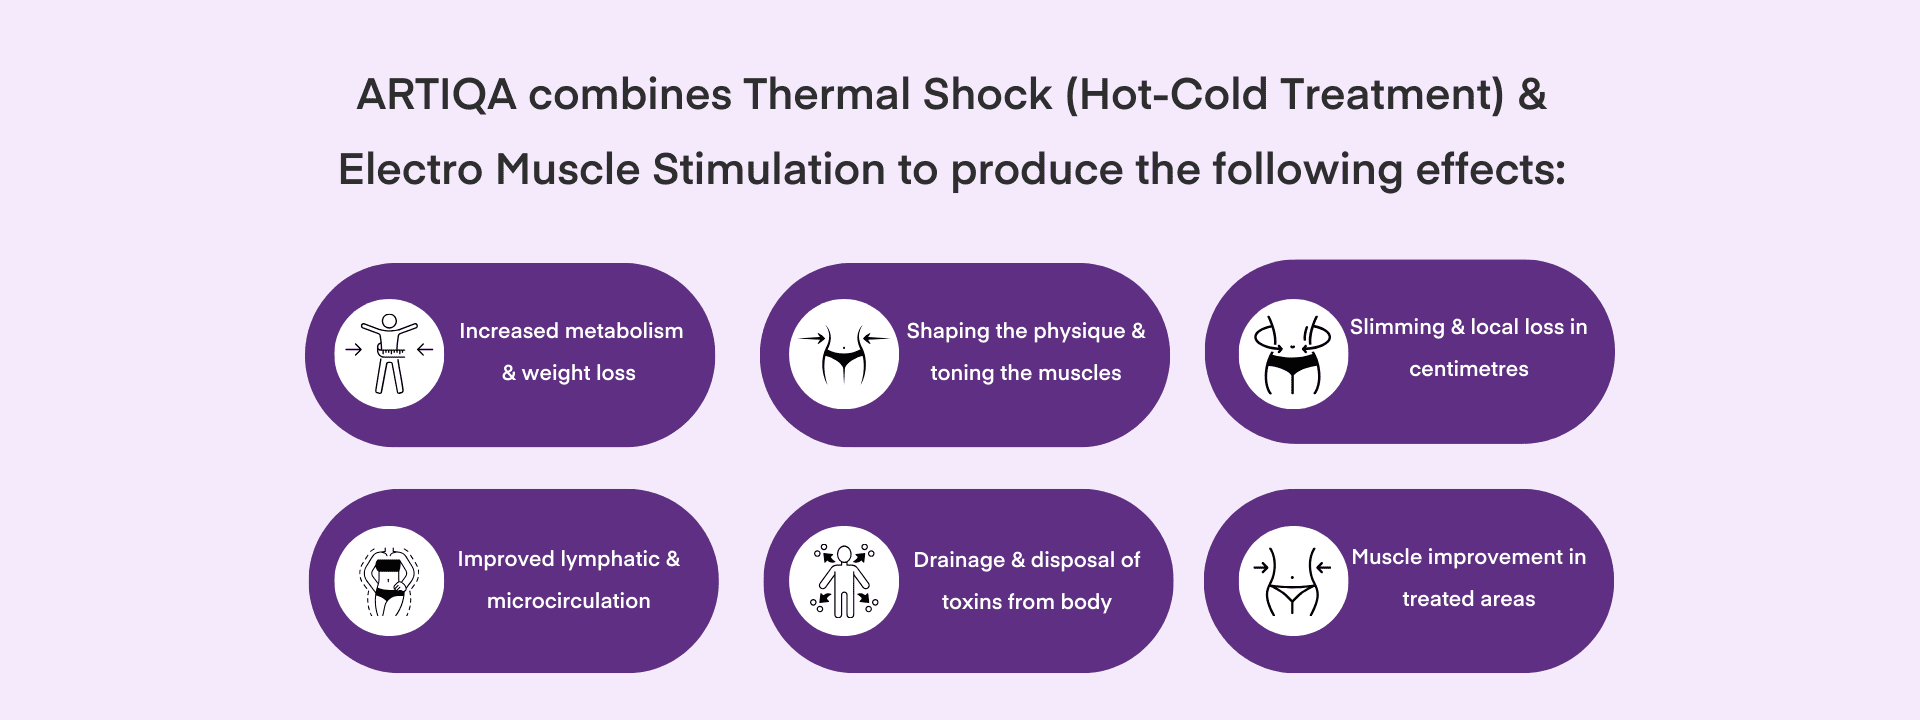 ARTIQA combines Thermal Shock (Hot-Cold Treatment) &
Electro Muscle Stimulation to produce the following effects:
Increased metabolism
& weight loss
Shaping the physique &
toning the muscles
Slimming & local loss in
centimetres
Improved lymphatic &
microcirculation
Drainage & disposal of
toxins from body
Muscle improvement in
treated areas